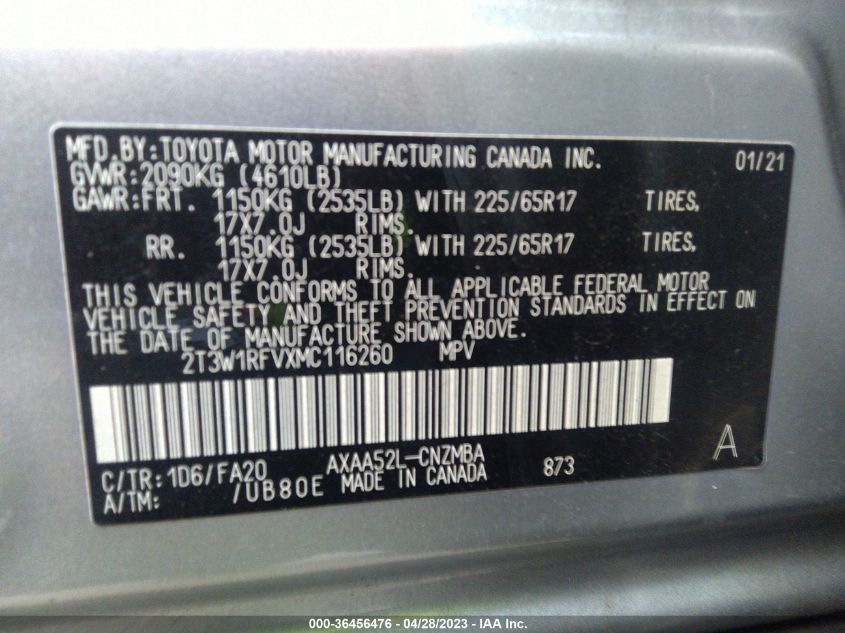 MFD.BY:TOYOTA MOTOR MANUFACTURING CANADA INC. 01/21
GVWR:2090KG (4610LB)
GAWR:FRT. 1150KG (2535LB) WITH 225/65R17 TIRES,
17X7.0J RIMS.
RR. 1150KG (2535LB) WITH 225/65R17 TIRES,
17X7.0J RIMS.
THIS VEHICLE CONFORMS TO ALL APPLICABLE FEDERAL MOTOR
VEHICLE SAFETY AND THEFT PREVENTION STANDARDS IN EFFECT ON
THE DATE OF MANUFACTURE SHOWN ABOVE.
2T3W1RFVXMC116260 MPV
C/TR:1D6/FA20 AXAA52L-CNZMBA 873 A
A/TM: /UB80E MADE IN CANADA
000-36456476 - 04/28/2023 - IAA Inc.